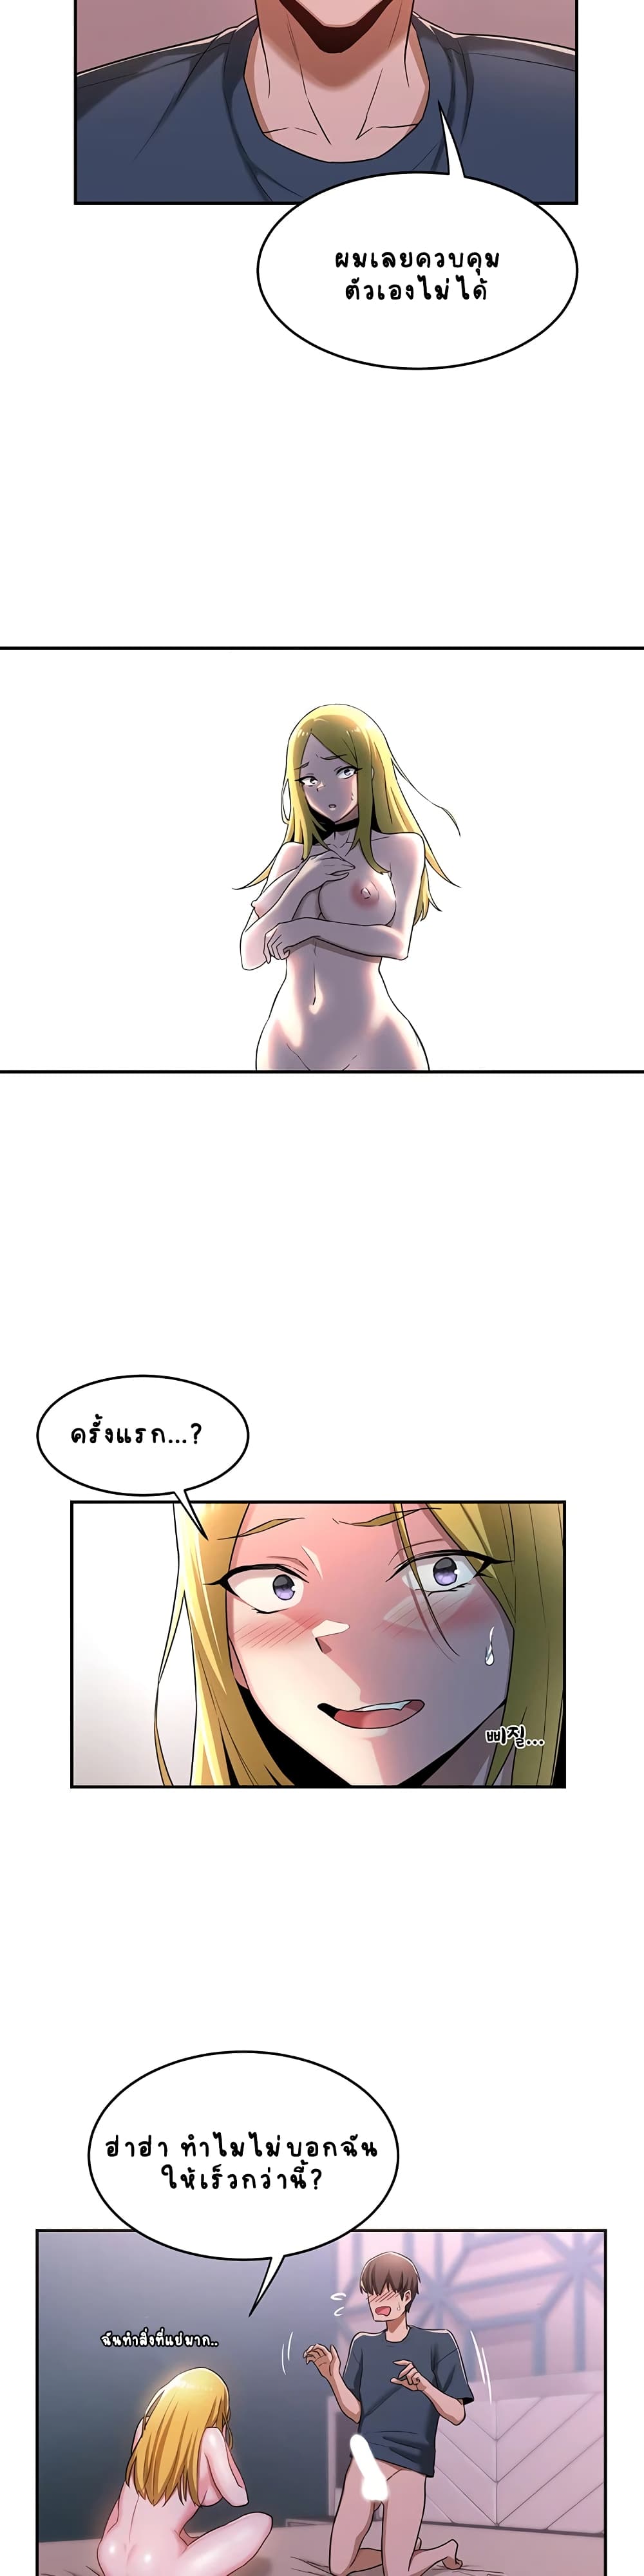 ผมเลยควบคุม
ตัวเองไม่ได้
ครั้งแรก...?
삐질...
ฮ่าฮ่า ทำไมไม่บอกฉัน
ให้เร็วกว่านี้?
ฉันทำสิ่งที่แย่มาก..